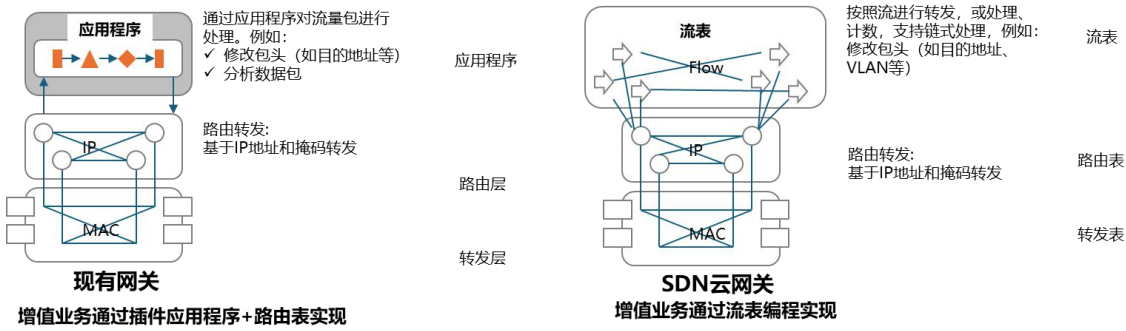 应用程序
通过应用程序对流量包进行
处理。例如：
✓ 修改包头（如目的地址等）
✓ 分析数据包
应用程序
IP
路由转发:
基于IP地址和掩码转发
路由层
MAC
转发层
现有网关
增值业务通过插件应用程序+路由表实现
流表
Flow
按照流进行转发，或处理、
计数，支持链式处理，例如：
修改包头（如目的地址、
VLAN等）
流表
IP
路由转发:
基于IP地址和掩码转发
路由表
MAC
转发表
SDN云网关
增值业务通过流表编程实现